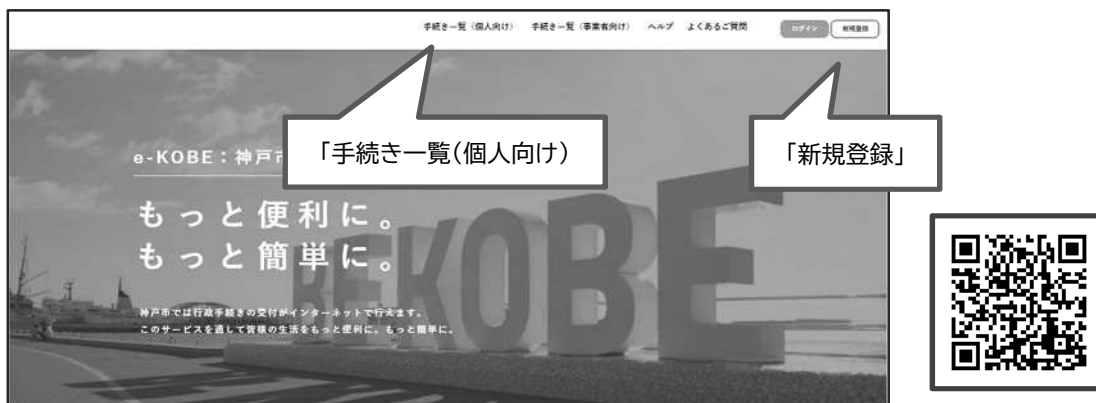 手続き一覧（個人向け） 手続き一覧（事業者向け） ヘルプ よくあるご質問 ログイン 新規登録
「手続き一覧（個人向け）
「新規登録」
e-KOBE：神戸市
もっと便利に。
もっと簡単に。
BE KOBE
神戸市では行政手続きの受付がインターネットで行えます。
このサービスを通して皆様の生活をもっと便利に、もっと簡単に。